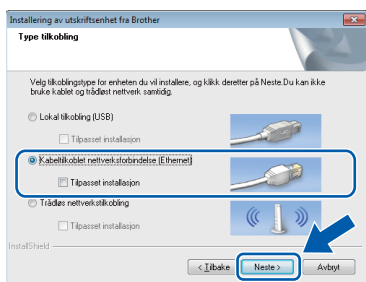 Installering av utskriftsenhet fra Brother
Type tilkobling
Velg tilkoblingstype for enheten du vil installere, og klikk deretter på Neste.Du kan ikke
bruke kablet og trådløst nettverk samtidig.
Lokal tilkobling (USB)
Tilpasset installasjon
Kabeltilkoblet nettverksforbindelse (Ethernet)
Tilpasset installasjon
Trådløs nettverkstilkobling
Tilpasset installasjon
InstallShield
< Tilbake
Neste >
Avbryt